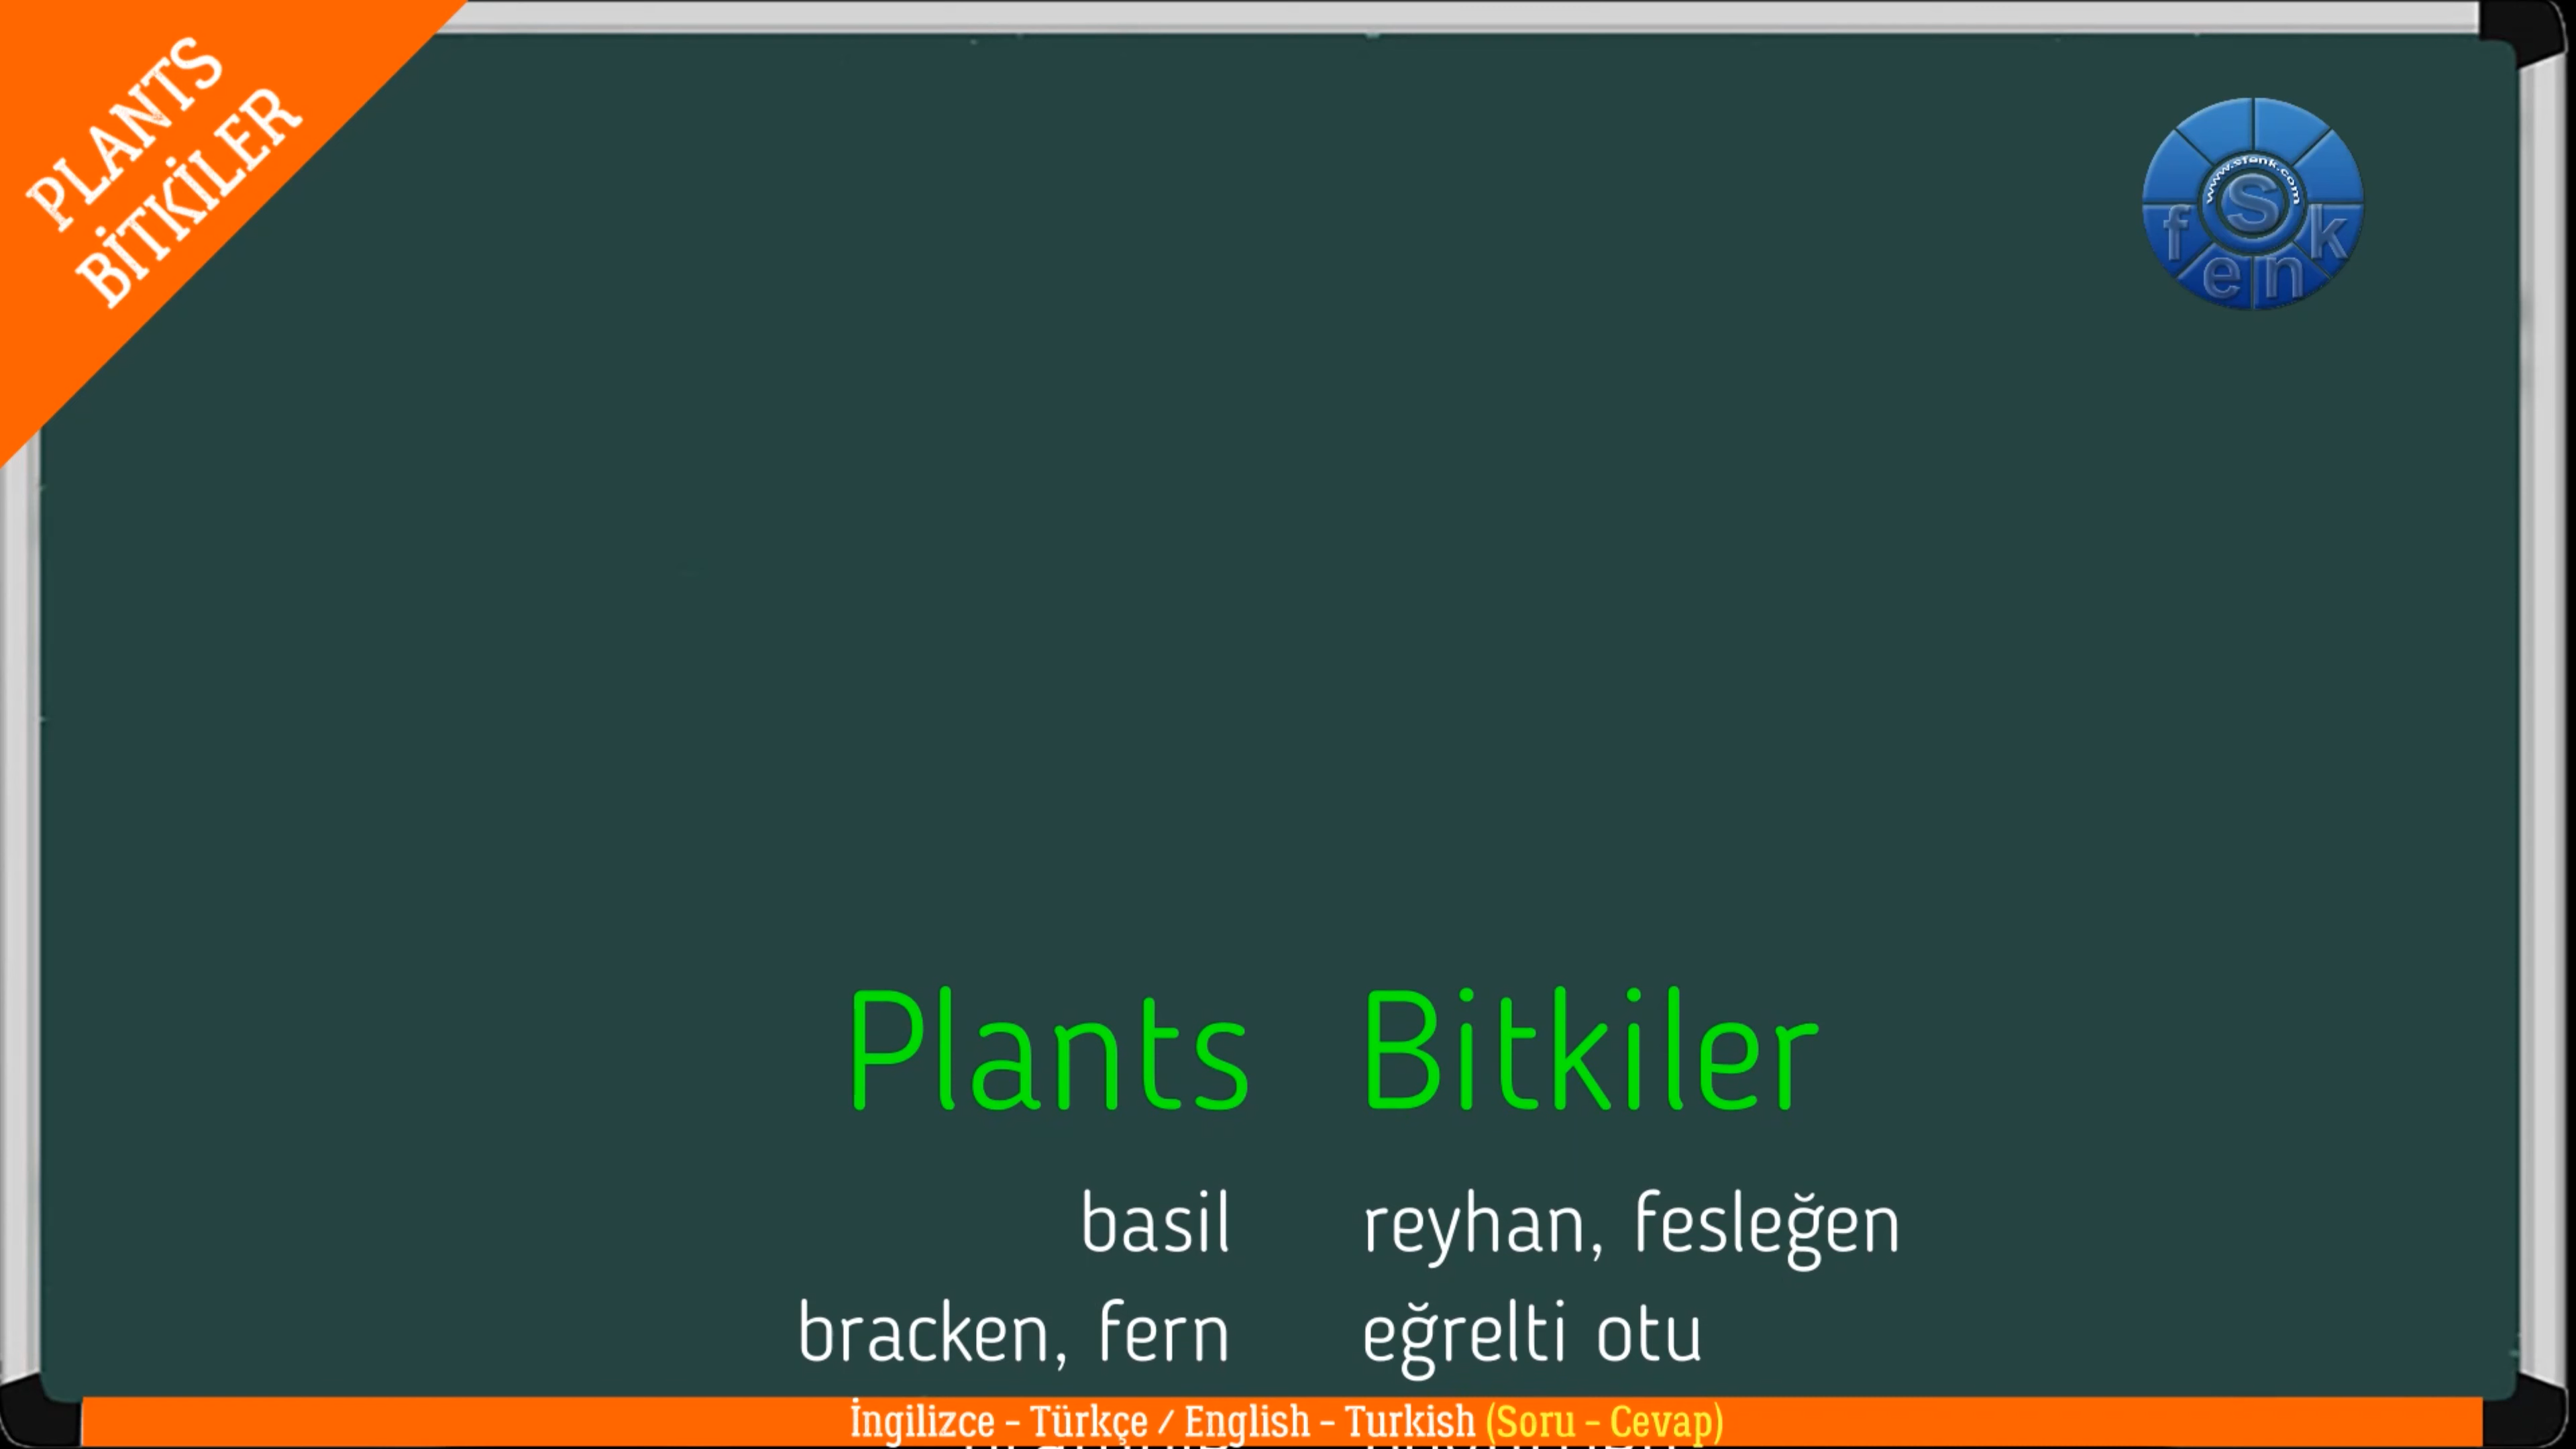 PLANTS
BİTKİLER
www.sfenk.com
S
f e n k
Plants Bitkiler
basil reyhan, fesleğen
bracken, fern eğrelti otu
İngilizce - Türkçe / English - Turkish (Soru - Cevap)